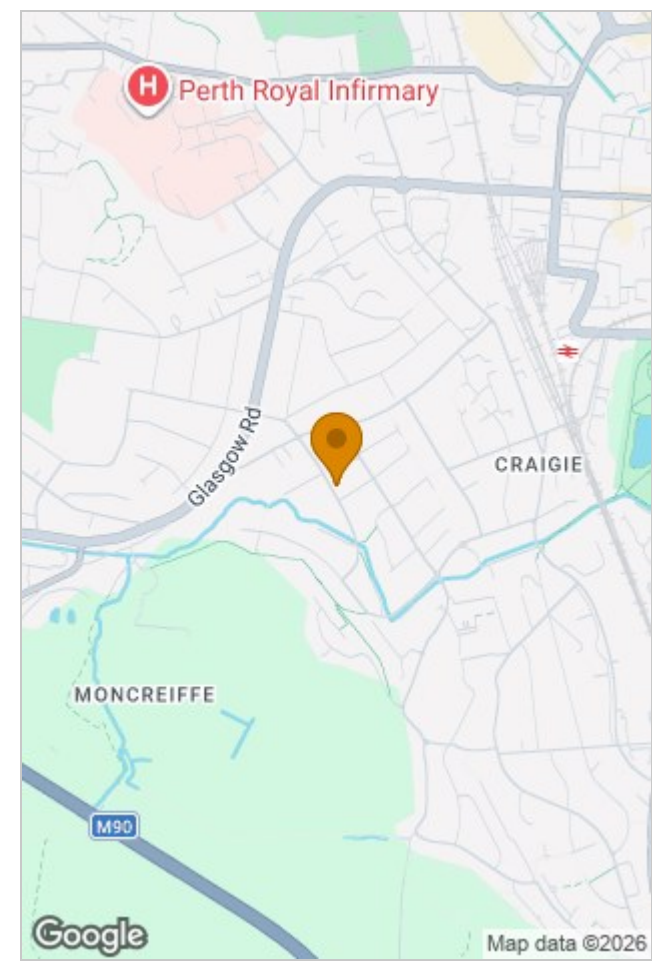 H
Perth Royal Infirmary
Glasgow Rd
CRAIGIE
MONCREIFFE
M90
Google
Map data ©2026